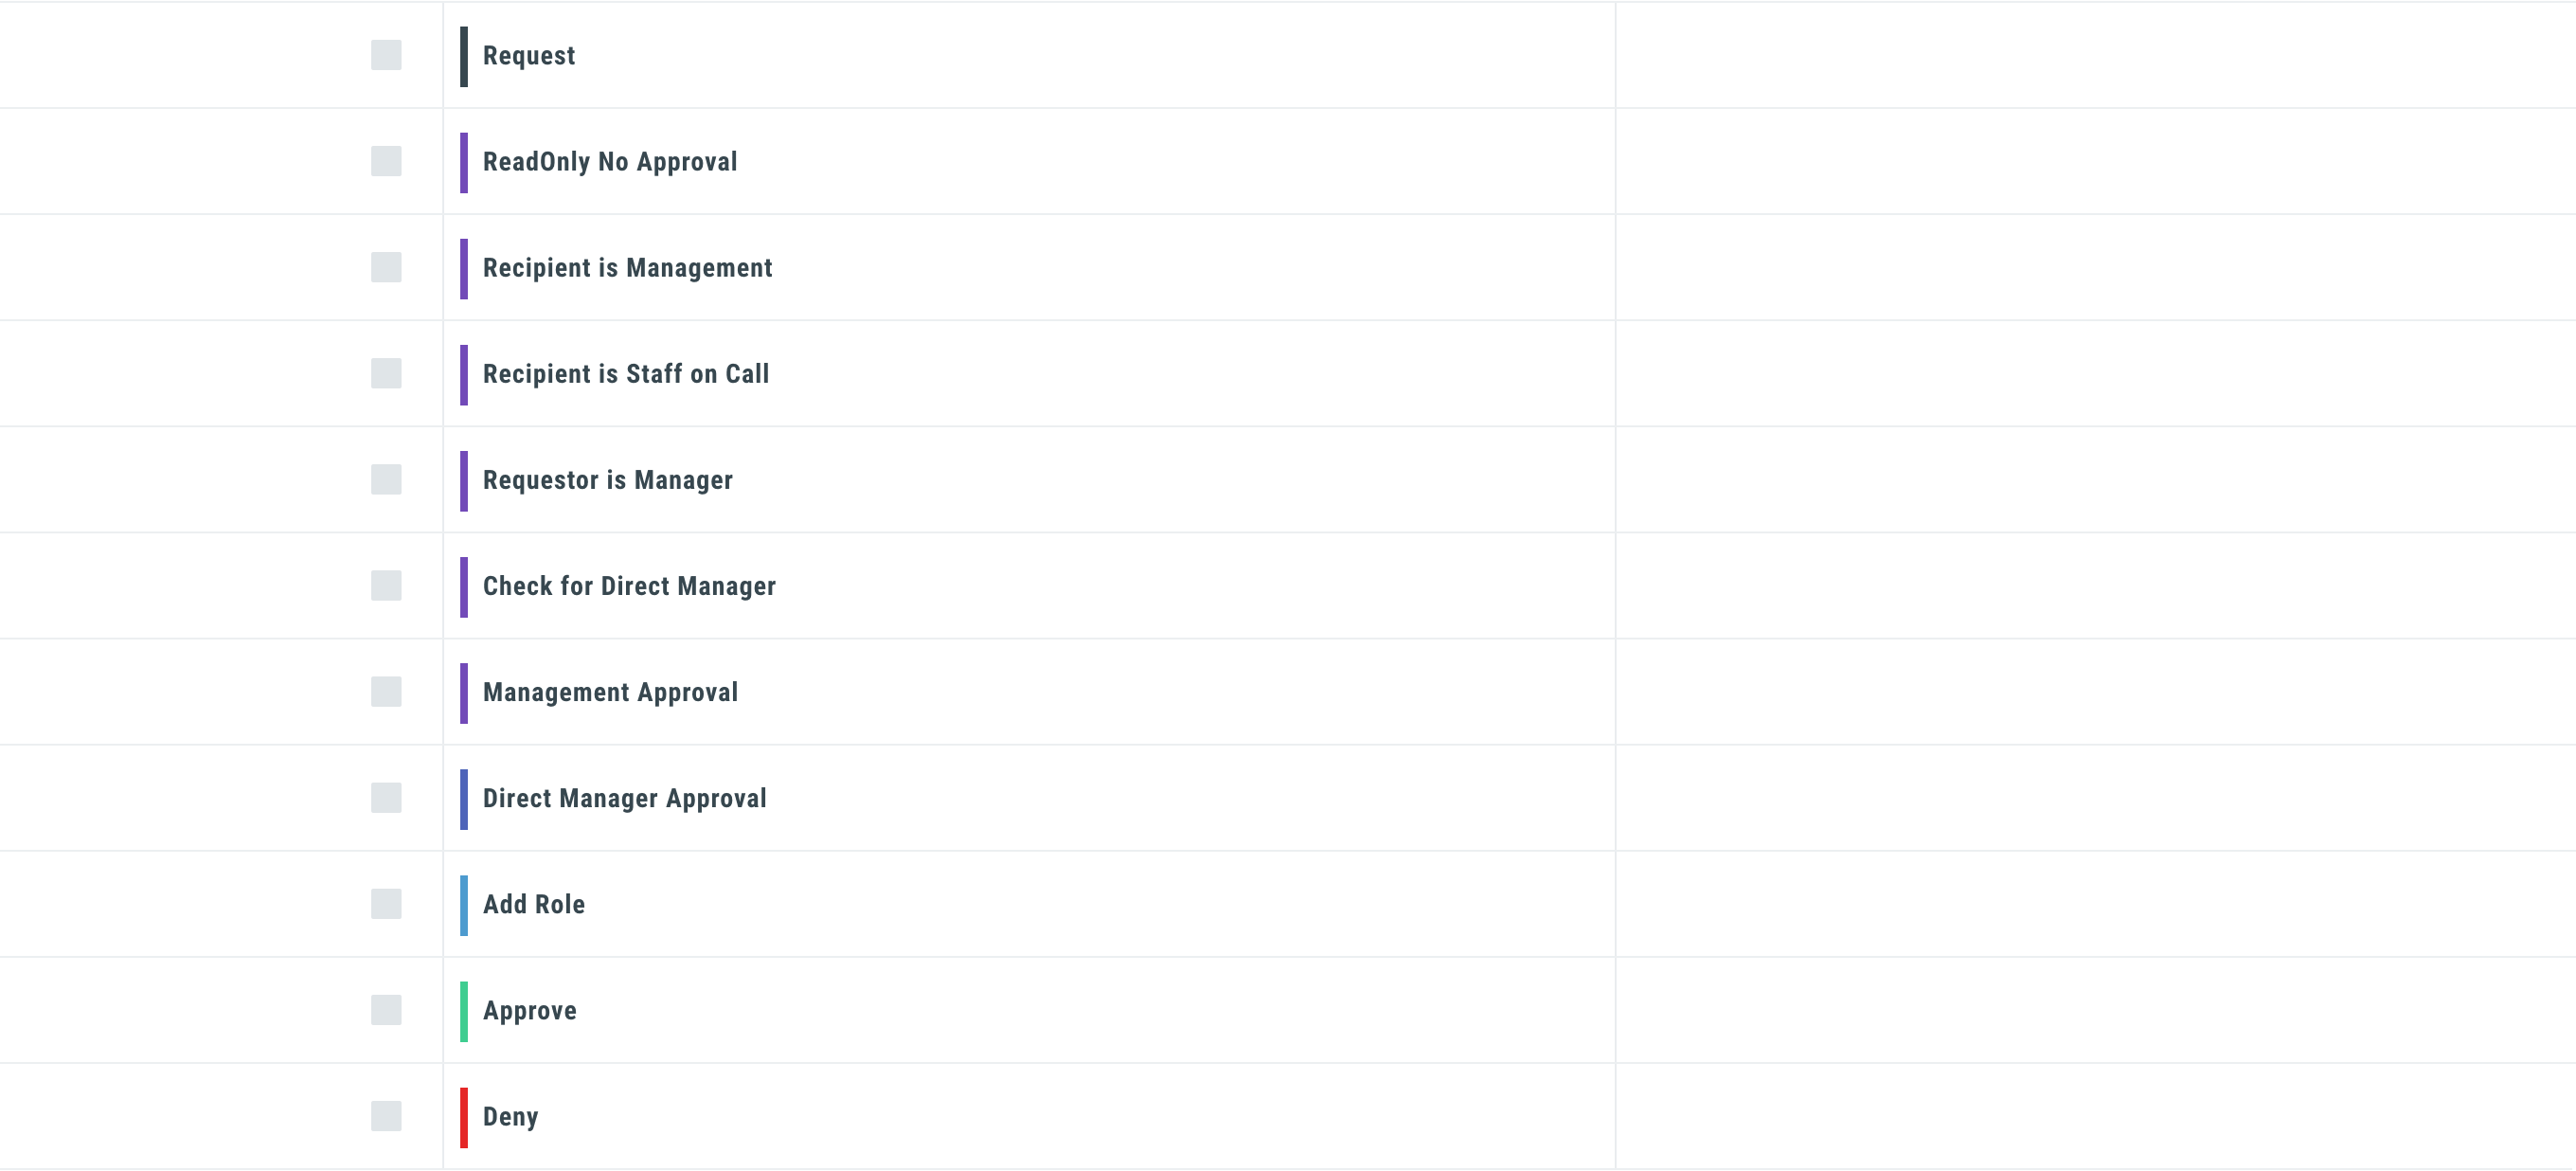 Request
ReadOnly No Approval
Recipient is Management
Recipient is Staff on Call
Requestor is Manager
Check for Direct Manager
Management Approval
Direct Manager Approval
Add Role
Approve
Deny